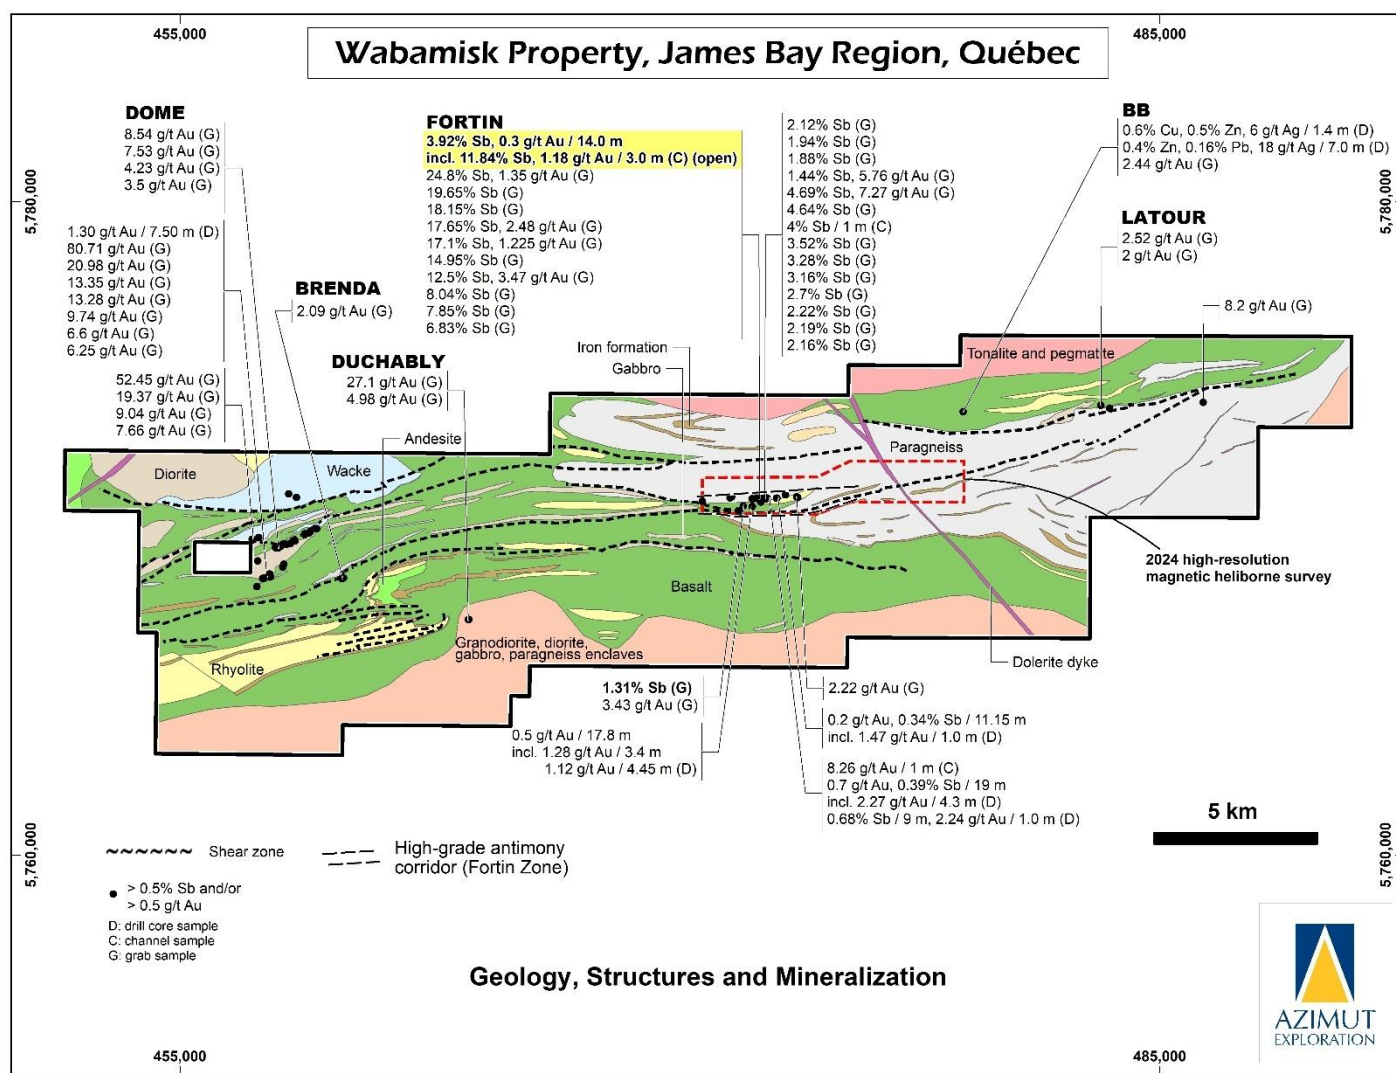 455,000
485,000
Wabamisk Property, James Bay Region, Québec
5,780,000
5,780,000
DOME
8.54 g/t Au (G)
7.53 g/t Au (G)
4.23 g/t Au (G)
3.5 g/t Au (G)
1.30 g/t Au / 7.50 m (D)
80.71 g/t Au (G)
20.98 g/t Au (G)
13.35 g/t Au (G)
13.28 g/t Au (G)
9.74 g/t Au (G)
6.6 g/t Au (G)
6.25 g/t Au (G)
52.45 g/t Au (G)
19.37 g/t Au (G)
9.04 g/t Au (G)
7.66 g/t Au (G)
BRENDA
2.09 g/t Au (G)
DUCHABLY
27.1 g/t Au (G)
4.98 g/t Au (G)
FORTIN
3.92% Sb, 0.3 g/t Au / 14.0 m
incl. 11.84% Sb, 1.18 g/t Au / 3.0 m (C) (open)
24.8% Sb, 1.35 g/t Au (G)
19.65% Sb (G)
18.15% Sb (G)
17.65% Sb, 2.48 g/t Au (G)
17.1% Sb, 1.225 g/t Au (G)
14.95% Sb (G)
12.5% Sb, 3.47 g/t Au (G)
8.04% Sb (G)
7.85% Sb (G)
6.83% Sb (G)
2.12% Sb (G)
1.94% Sb (G)
1.88% Sb (G)
1.44% Sb, 5.76 g/t Au (G)
4.69% Sb, 7.27 g/t Au (G)
4.64% Sb (G)
4% Sb / 1 m (C)
3.52% Sb (G)
3.28% Sb (G)
3.16% Sb (G)
2.7% Sb (G)
2.22% Sb (G)
2.19% Sb (G)
2.16% Sb (G)
BB
0.6% Cu, 0.5% Zn, 6 g/t Ag / 1.4 m (D)
0.4% Zn, 0.16% Pb, 18 g/t Ag / 7.0 m (D)
2.44 g/t Au (G)
LATOUR
2.52 g/t Au (G)
2 g/t Au (G)
8.2 g/t Au (G)
Iron formation
Gabbro
Tonalite and pegmatite
Andesite
Paragneiss
Diorite
Wacke
2024 high-resolution
magnetic heliborne survey
Basalt
Granodiorite, diorite,
gabbro, paragneiss enclaves
Rhyolite
Dolerite dyke
1.31% Sb (G)
3.43 g/t Au (G)
0.5 g/t Au / 17.8 m
incl. 1.28 g/t Au / 3.4 m
1.12 g/t Au / 4.45 m (D)
2.22 g/t Au (G)
0.2 g/t Au, 0.34% Sb / 11.15 m
incl. 1.47 g/t Au / 1.0 m (D)
8.26 g/t Au / 1 m (C)
0.7 g/t Au, 0.39% Sb / 19 m
incl. 2.27 g/t Au / 4.3 m (D)
0.68% Sb / 9 m, 2.24 g/t Au / 1.0 m (D)
5 km
Shear zone
High-grade antimony
corridor (Fortin Zone)
5,760,000
5,760,000
> 0.5% Sb and/or
> 0.5 g/t Au
D: drill core sample
C: channel sample
G: grab sample
Geology, Structures and Mineralization
AZIMUT
EXPLORATION
455,000
485,000